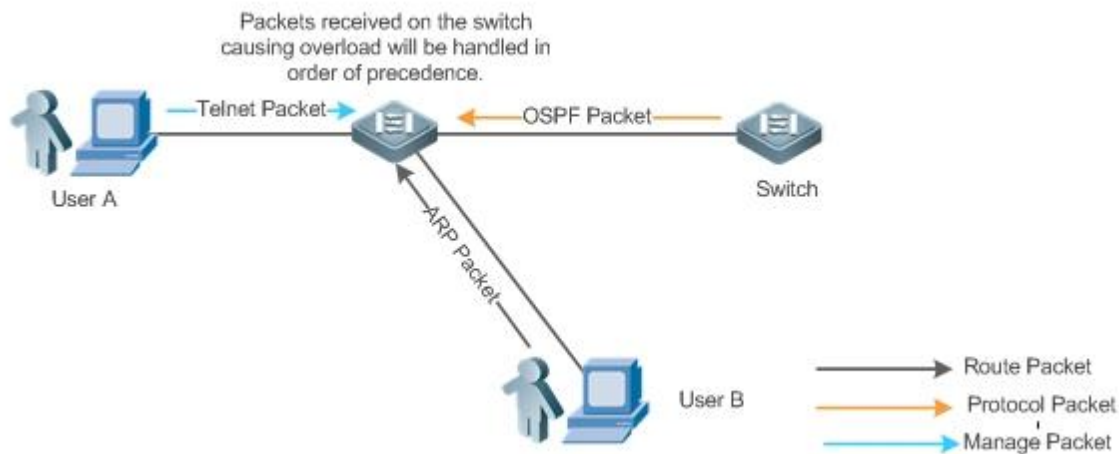 Packets received on the switch
causing overload will be handled in
order of precedence.
Telnet Packet
OSPF Packet
User A
Switch
ARP Packet
User B
Route Packet
Protocol Packet
Manage Packet